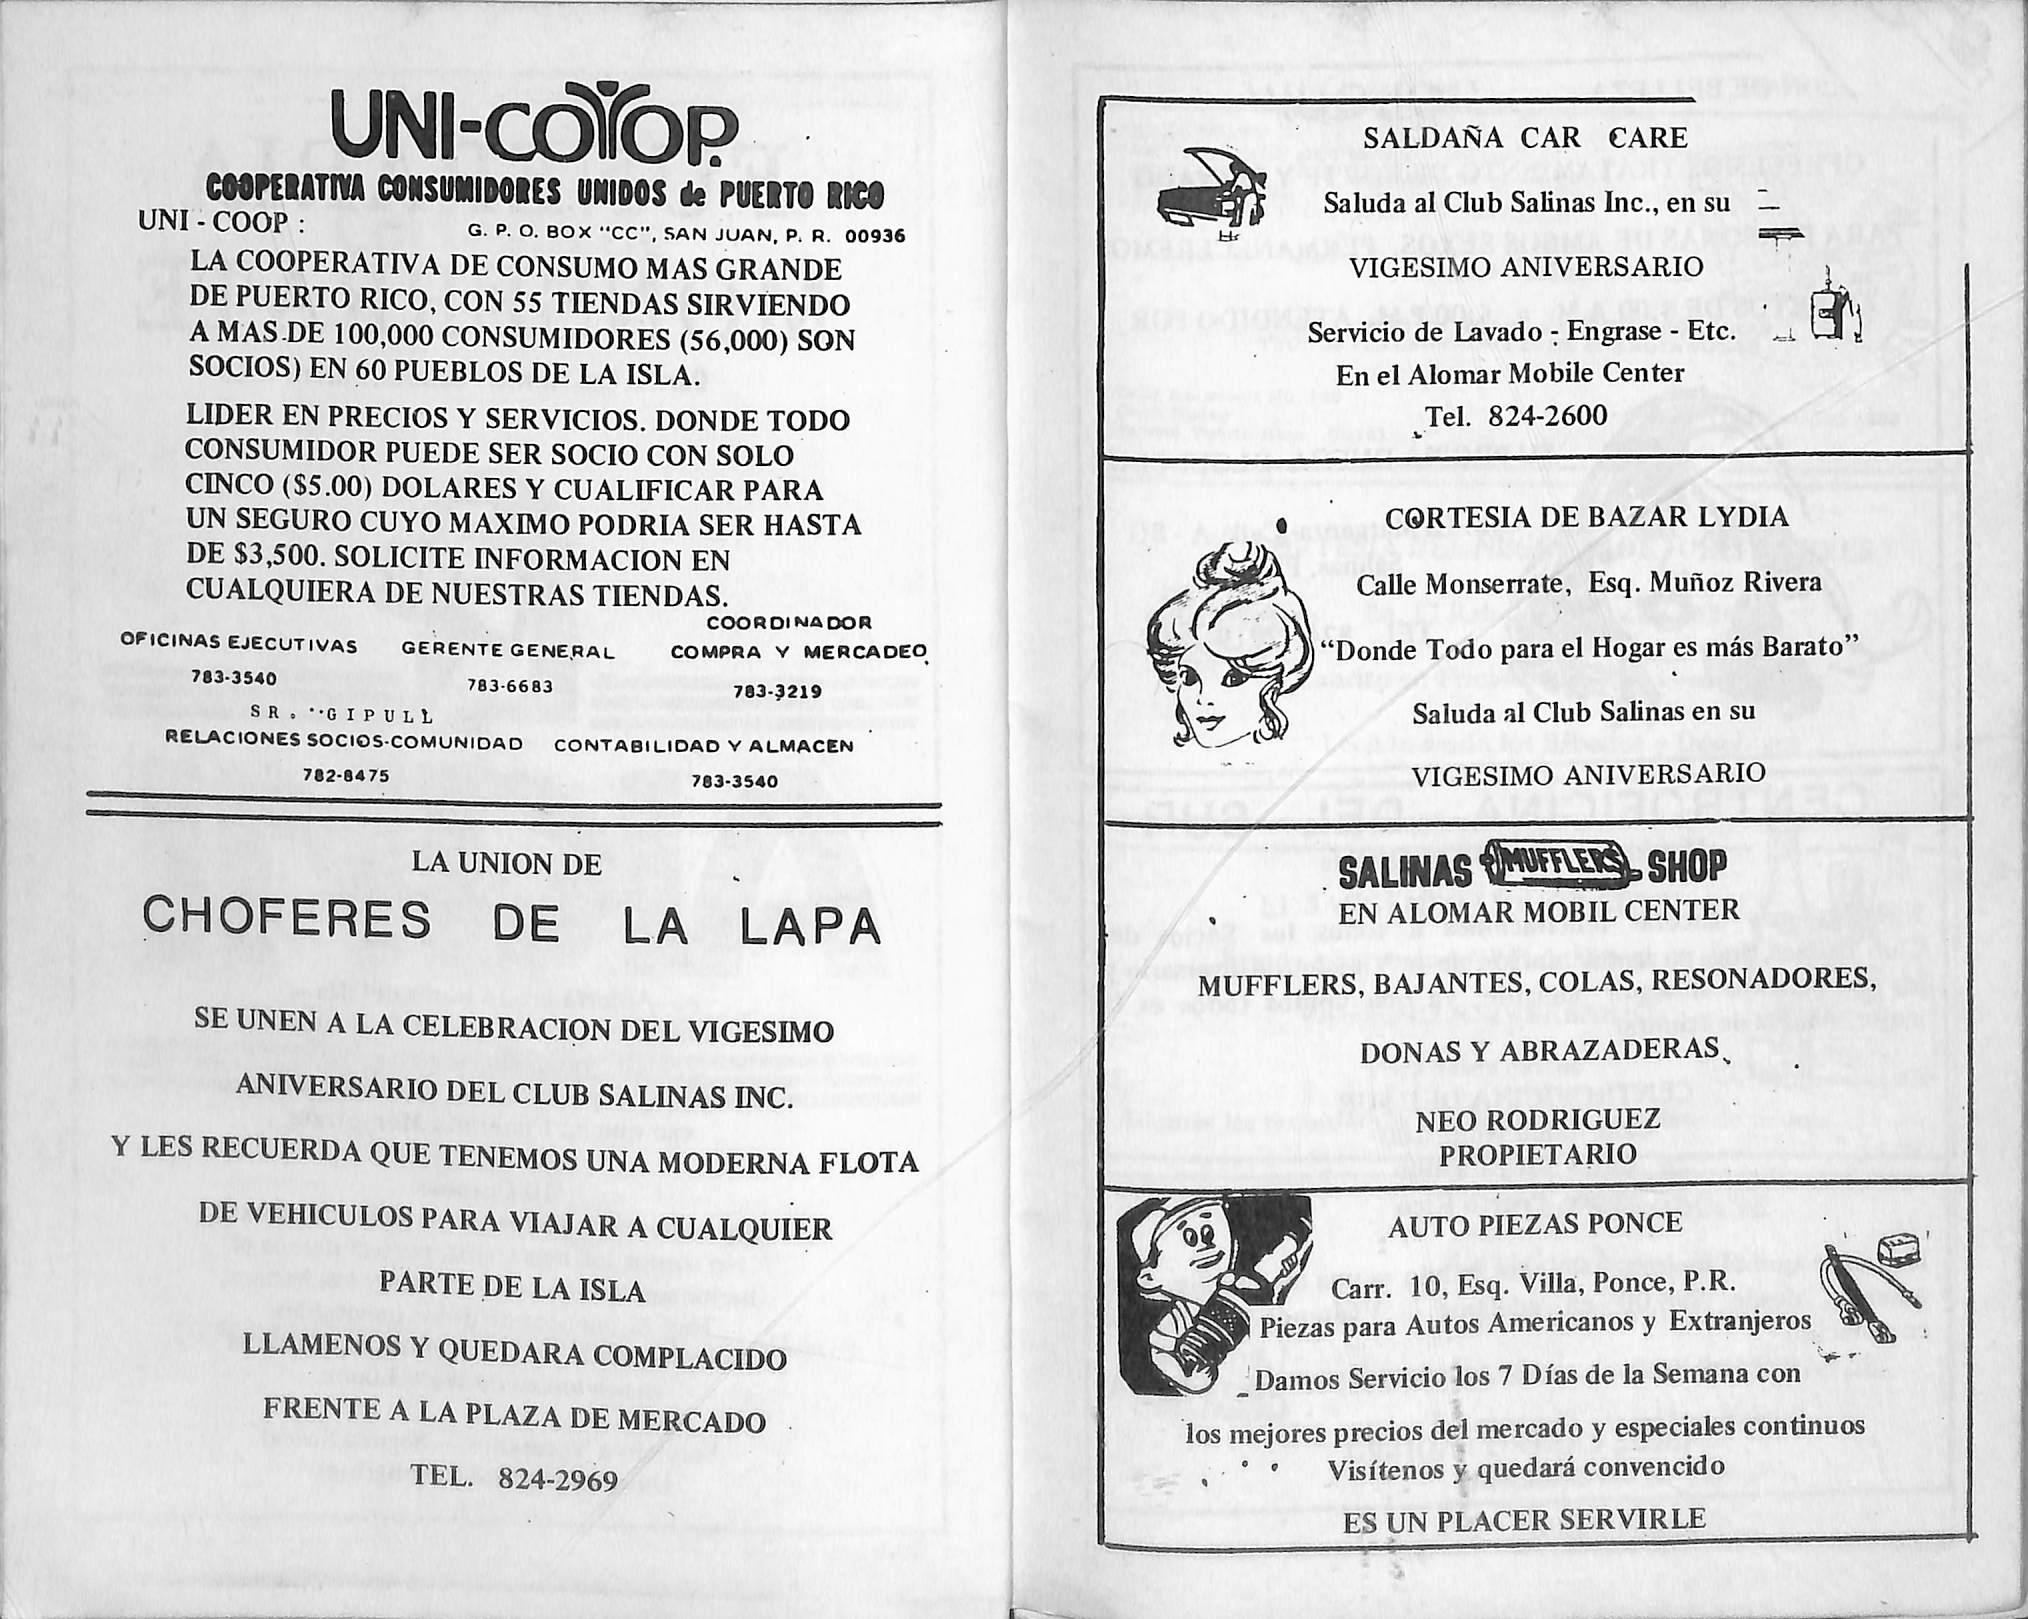 UNI-COOP.
COOPERATIVA CONSUMIDORES UNIDOS de PUERTO RICO
UNI - COOP :
G. P. O. BOX "CC", SAN JUAN, P. R. 00936
LA COOPERATIVA DE CONSUMO MAS GRANDE
DE PUERTO RICO, CON 55 TIENDAS SIRVIENDO
A MAS DE 100,000 CONSUMIDORES (56,000) SON
SOCIOS) EN 60 PUEBLOS DE LA ISLA.
LIDER EN PRECIOS Y SERVICIOS. DONDE TODO
CONSUMIDOR PUEDE SER SOCIO CON SOLO
CINCO ($5.00) DOLARES Y CUALIFICAR PARA
UN SEGURO CUYO MAXIMO PODRIA SER HASTA
DE $3,500. SOLICITE INFORMACION EN
CUALQUIERA DE NUESTRAS TIENDAS.
OFICINAS EJECUTIVAS
783-3540
GERENTE GENERAL
783-6683
COORDINADOR
COMPRA Y MERCADEO
783-3219
SR. GIPULL
RELACIONES SOCIOS-COMUNIDAD
782-8475
CONTABILIDAD Y ALMACEN
783-3540
LA UNION DE
CHOFERES DE LA LAPA
SE UNEN A LA CELEBRACION DEL VIGESIMO
ANIVERSARIO DEL CLUB SALINAS INC.
Y LES RECUERDA QUE TENEMOS UNA MODERNA FLOTA
DE VEHICULOS PARA VIAJAR A CUALQUIER
PARTE DE LA ISLA
LLAMENOS Y QUEDARA COMPLACIDO
FRENTE A LA PLAZA DE MERCADO
TEL. 824-2969
SALDAÑA CAR CARE
Saluda al Club Salinas Inc., en su
VIGESIMO ANIVERSARIO
Servicio de Lavado - Engrase - Etc.
En el Alomar Mobile Center
Tel. 824-2600
CORTESIA DE BAZAR LYDIA
Calle Monserrate, Esq. Muñoz Rivera
“Donde Todo para el Hogar es más Barato”
Saluda al Club Salinas en su
VIGESIMO ANIVERSARIO
SALINAS MUFFLERS SHOP
EN ALOMAR MOBIL CENTER
MUFFLERS, BAJANTES, COLAS, RESONADORES,
DONAS Y ABRAZADERAS
NEO RODRIGUEZ
PROPIETARIO
AUTO PIEZAS PONCE
Carr. 10, Esq. Villa, Ponce, P.R.
Piezas para Autos Americanos y Extranjeros
Damos Servicio los 7 Días de la Semana con
los mejores precios del mercado y especiales continuos
Visítenos y quedará convencido
ES UN PLACER SERVIRLE